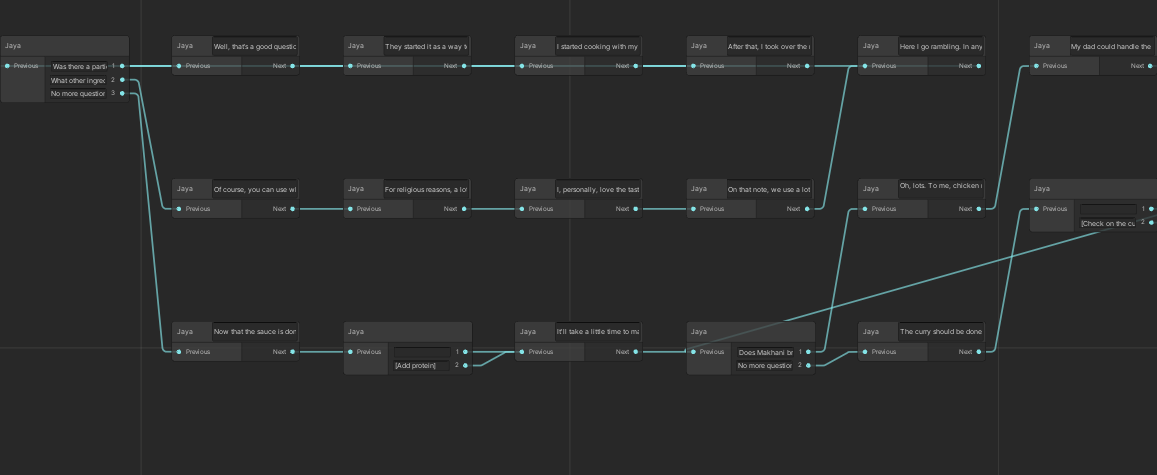 Jaya
Previous
Was there a parti
1
What other ingrec
2
No more question
3
Jaya
Well, that's a good questic
Previous
Next
Jaya
They started it as a way t
Previous
Next
Jaya
I started cooking with my
Previous
Next
Jaya
After that, I took over the
Previous
Next
Jaya
Here I go rambling. In any
Previous
Next
Jaya
My dad could handle the
Previous
Next
Jaya
Of course, you can use wl
Previous
Next
Jaya
For religious reasons, a lo
Previous
Next
Jaya
I, personally, love the tast
Previous
Next
Jaya
On that note, we use a lot
Previous
Next
Jaya
Oh, lots. To me, chicken
Previous
Next
Jaya
Previous
1
[Check on the cu
2
Jaya
Now that the sauce is dor
Previous
Next
Jaya
Previous
1
[Add protein]
2
Jaya
It'll take a little time to ma
Previous
Next
Jaya
Previous
Does Makhani br
1
No more question
2
Jaya
The curry should be done
Previous
Next